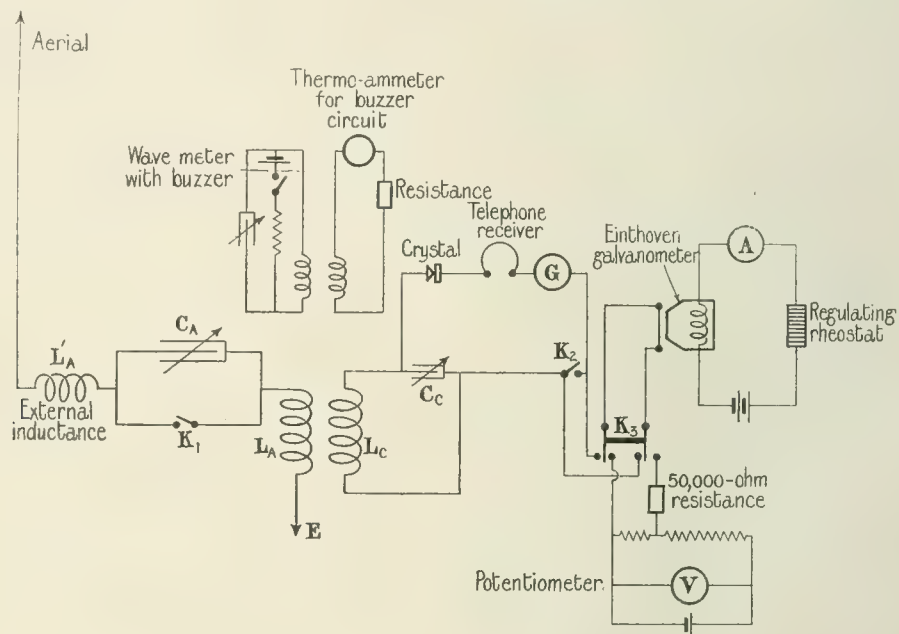 Aerial
Thermo-ammeter
for buzzer
circuit
Wave meter
with buzzer
Resistance
Telephone
receiver
Crystal
G
Einthoven
galvanometer
A
Regulating
rheostat
C_A
L'_A
External
inductance
K_1
L_A
E
L_C
C_C
K_2
K_3
50,000-ohm
resistance
Potentiometer.
V